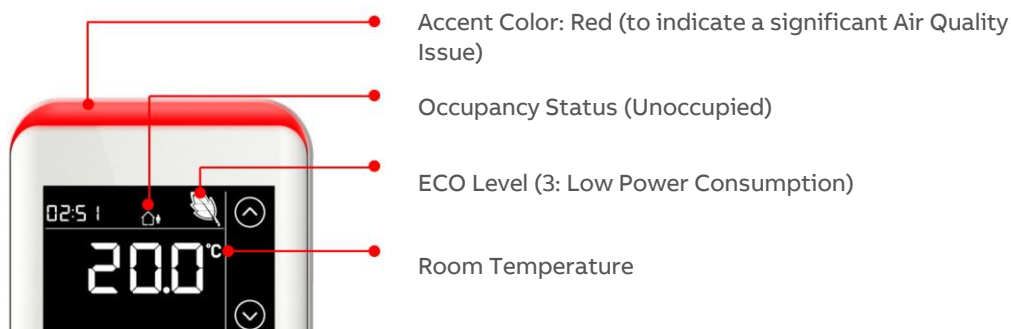 Accent Color: Red (to indicate a significant Air Quality
Issue)
Occupancy Status (Unoccupied)
02:51
ECO Level (3: Low Power Consumption)
20.0°C
Room Temperature